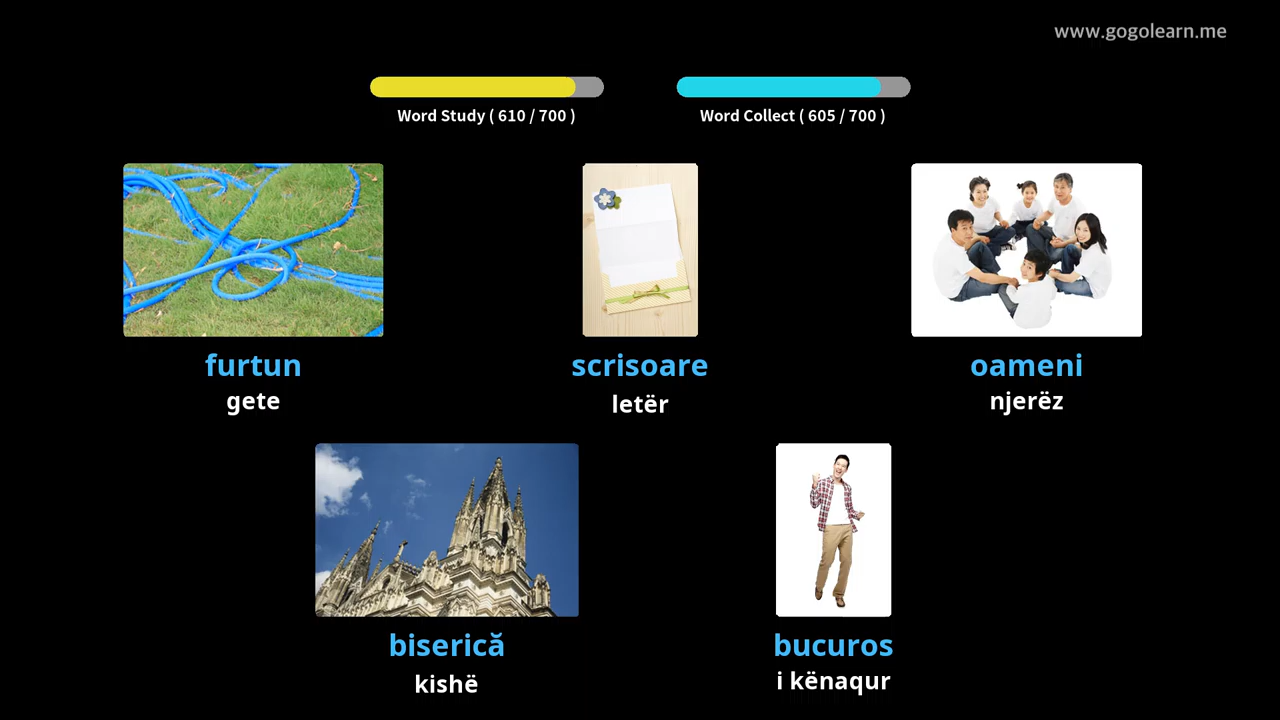 www.gogolearn.me
Word Study ( 610 / 700 )
Word Collect ( 605 / 700 )
furtun
scrisoare
oameni
gete
letër
njerëz
biserică
bucuros
kishë
i kënaqur